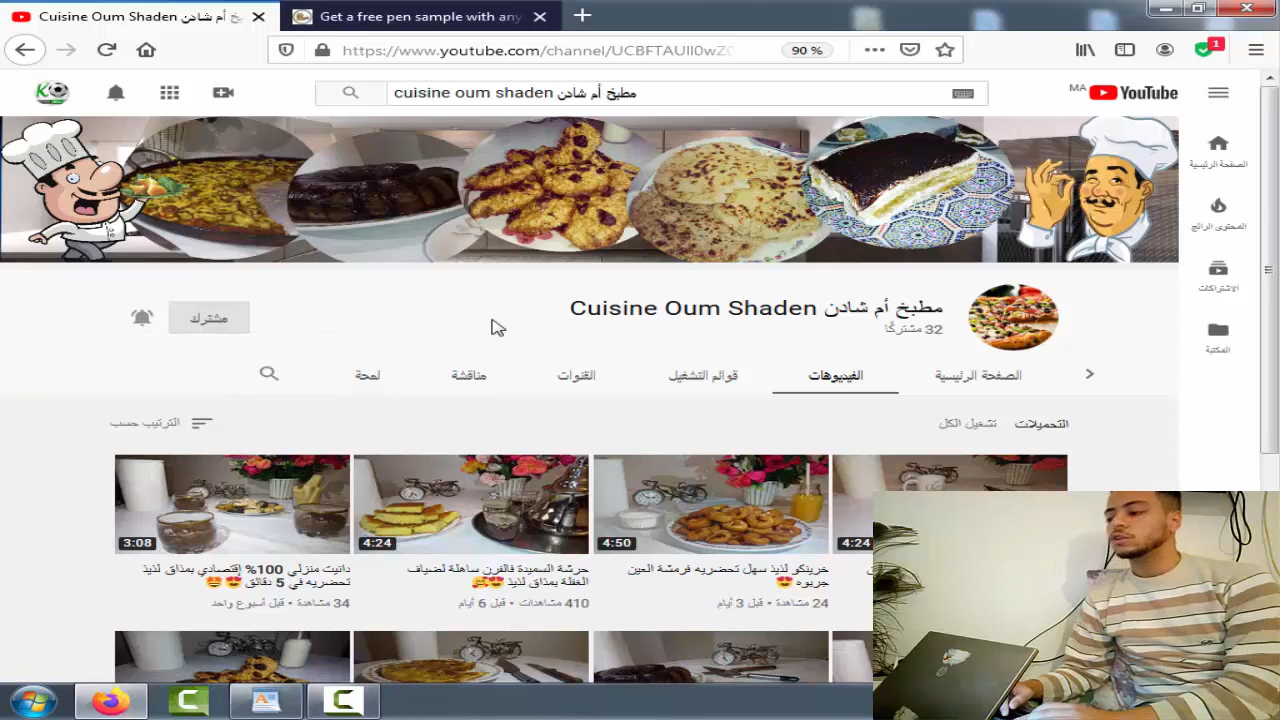 Cuisine Oum Shaden مطبخ أم شادن
Get a free pen sample with any
https://www.youtube.com/channel/UCBFTAUIl0wZ
90 %
1
cuisine oum shaden مطبخ أم شادن
MA
YouTube
الصفحة الرئيسية
المحتوى الرائج
الاشتراكات
المكتبة
Cuisine Oum Shaden مطبخ أم شادن
32 مشتركًا
مشترك
الصفحة الرئيسية
الفيديوهات
قوائم التشغيل
القنوات
مناقشة
لمحة
التحميلات
تشغيل الكل
الترتيب حسب
4:24
4:50
4:24
3:08
خرينكو لذيذ سهل تحضريه فرمشة العين
جربوه 😍
24 مشاهدة • قبل 3 أيام
حرشة السميدة فالفرن ساهلة لضياف
الغفلة بمذاق لذيذ 😍🥰
410 مشاهدات • قبل 6 أيام
دانيت منزلي 100% إقتصادي بمذاق لذيذ
تحضريه في 5 دقائق 😍🤩
34 مشاهدة • قبل أسبوع واحد